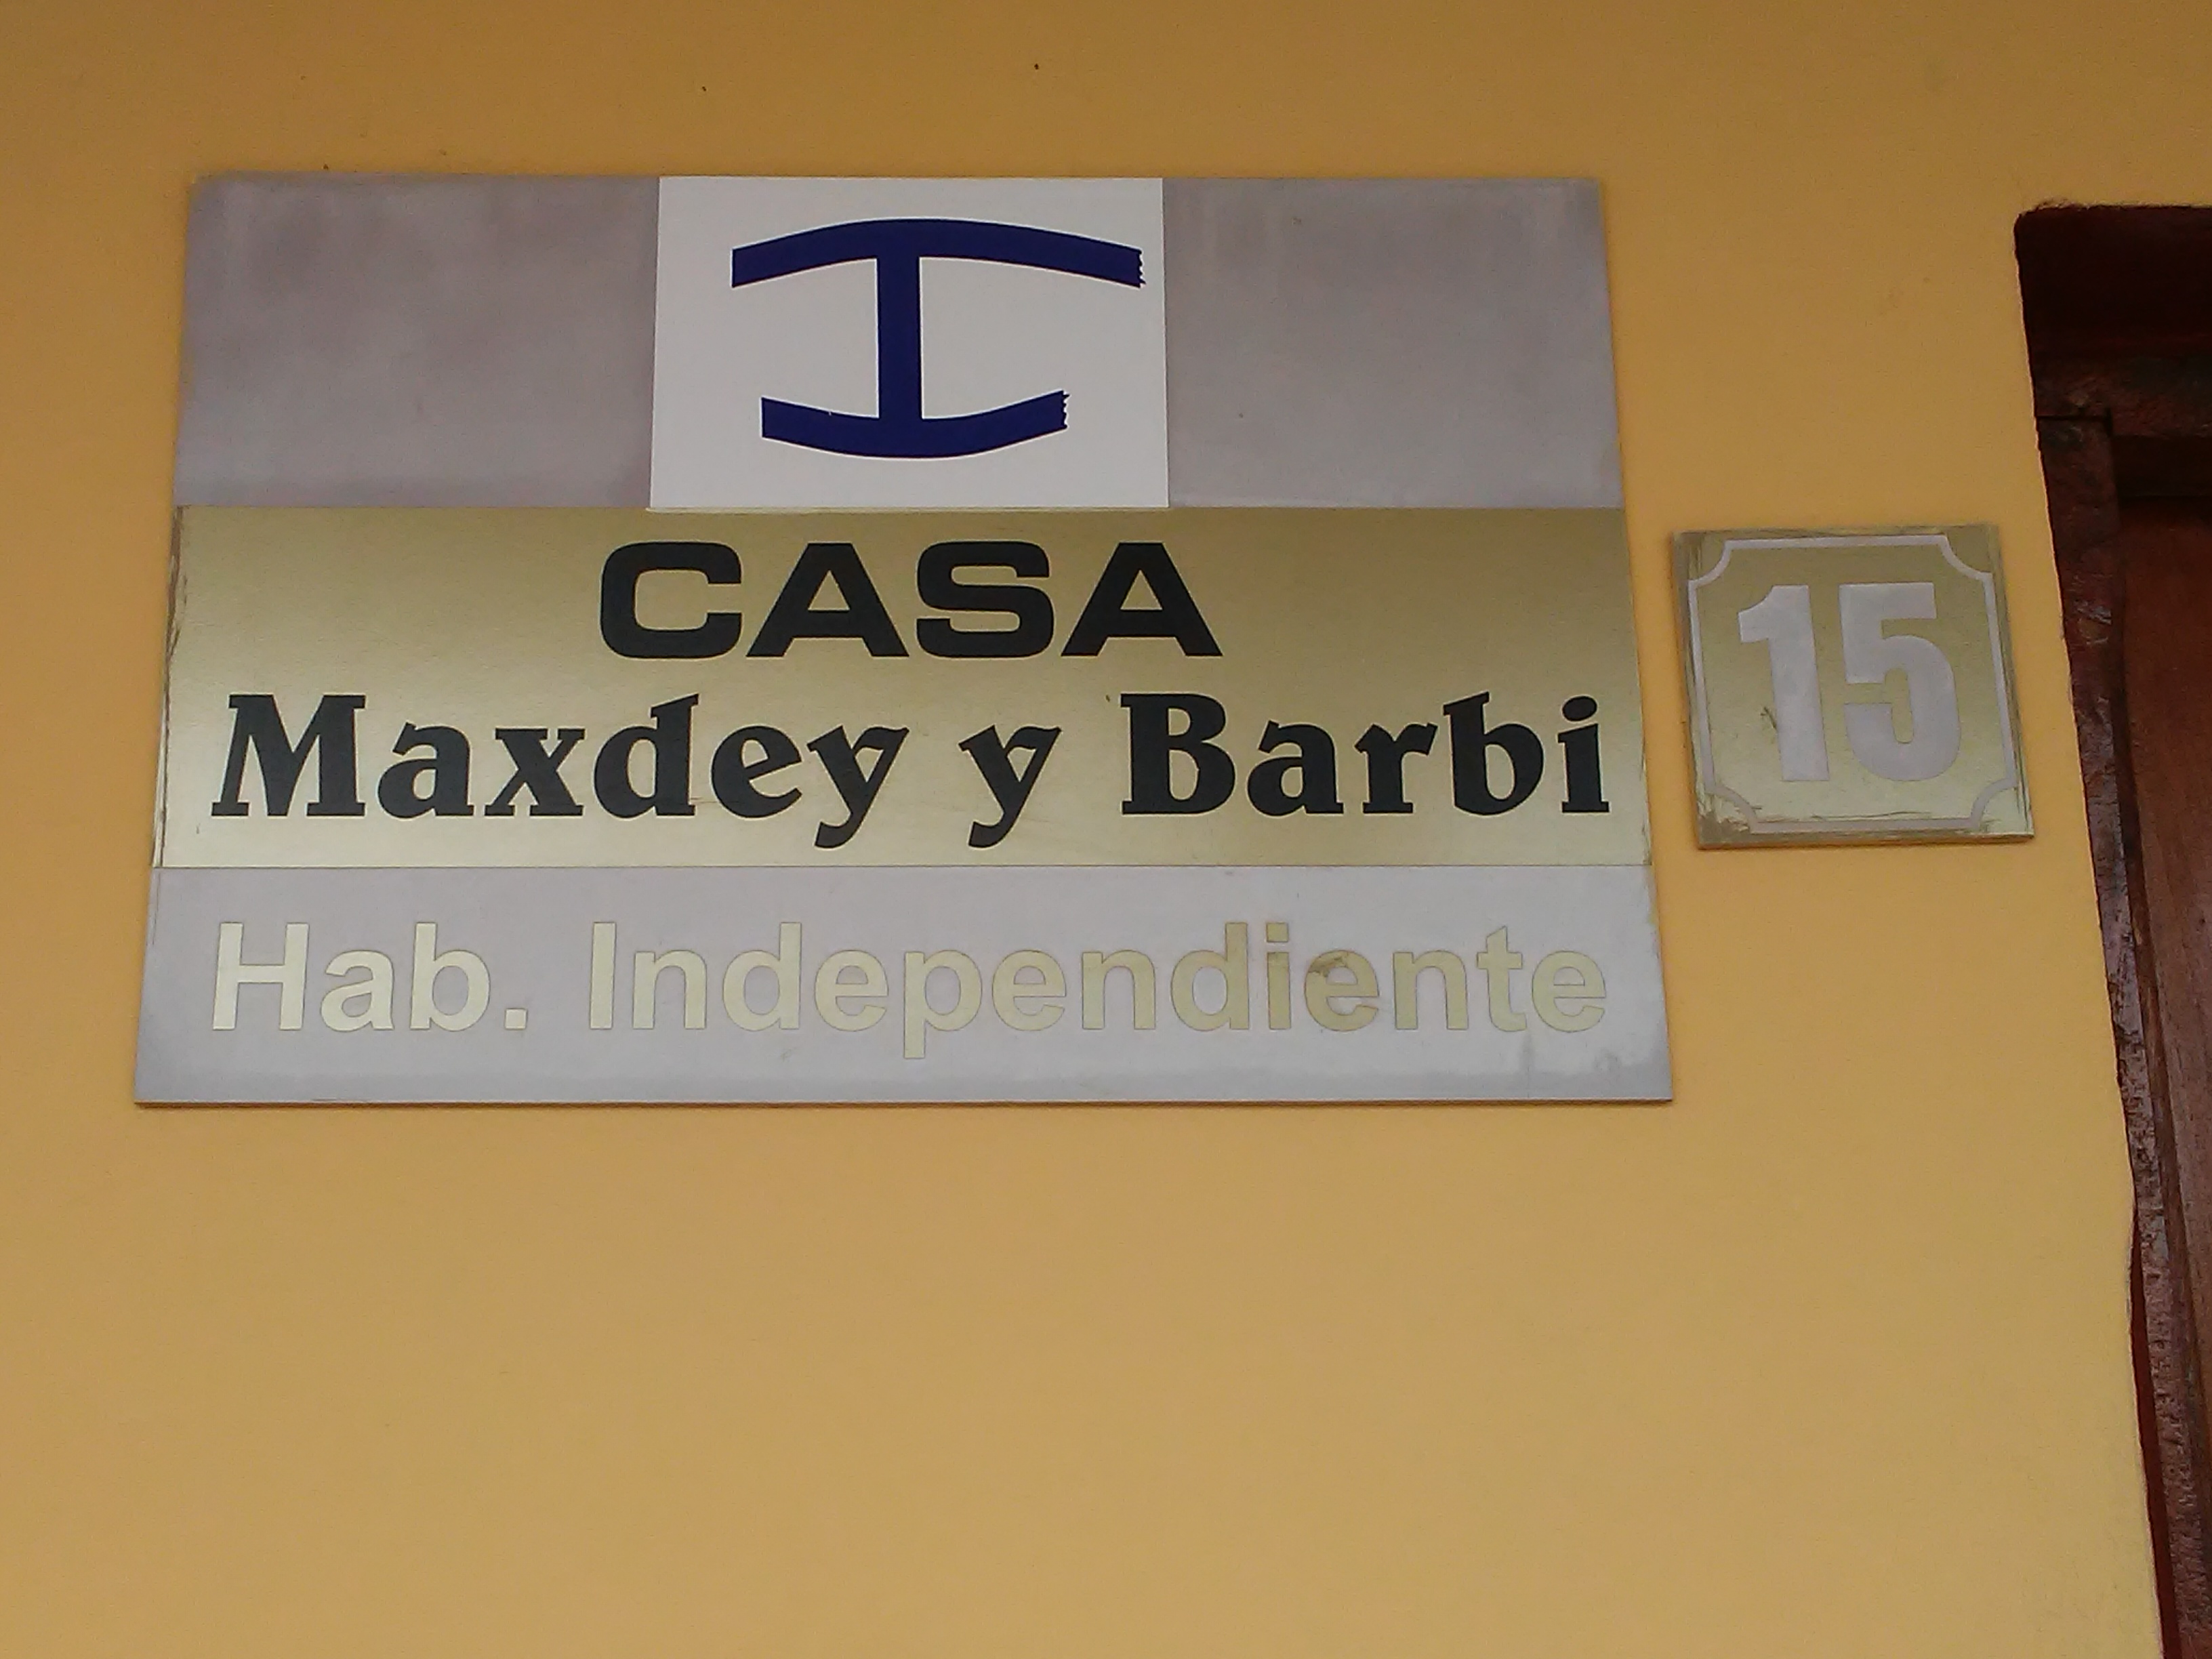 CASA
Maxdey y Barbi
Hab. Independiente
15